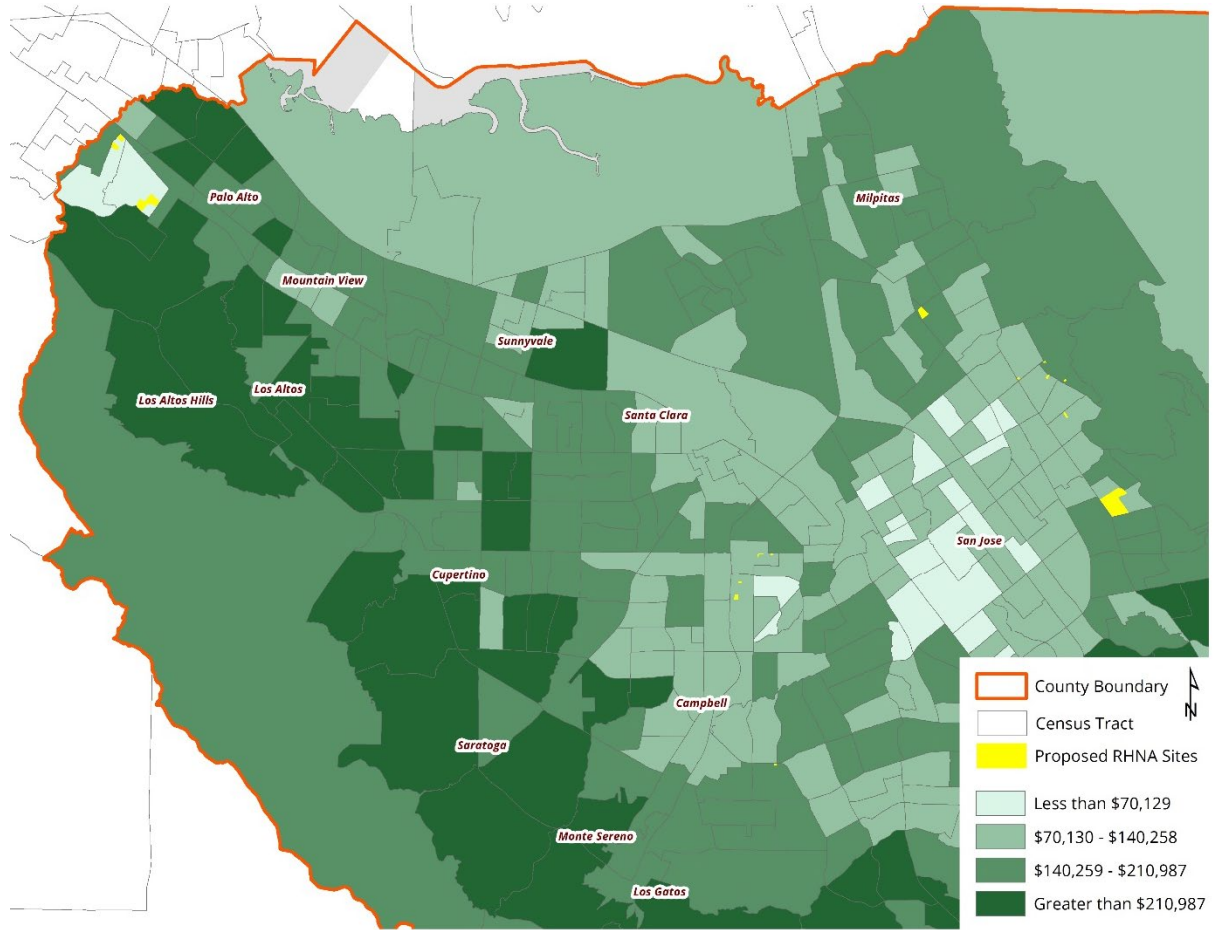 Palo Alto
Milpitas
Mountain View
Sunnyvale
Los Altos
Los Altos Hills
Santa Clara
San Jose
Cupertino
Campbell
Saratoga
Monte Sereno
Los Gatos
County Boundary
N
Census Tract
Proposed RHNA Sites
Less than $70,129
$70,130 - $140,258
$140,259 - $210,987
Greater than $210,987